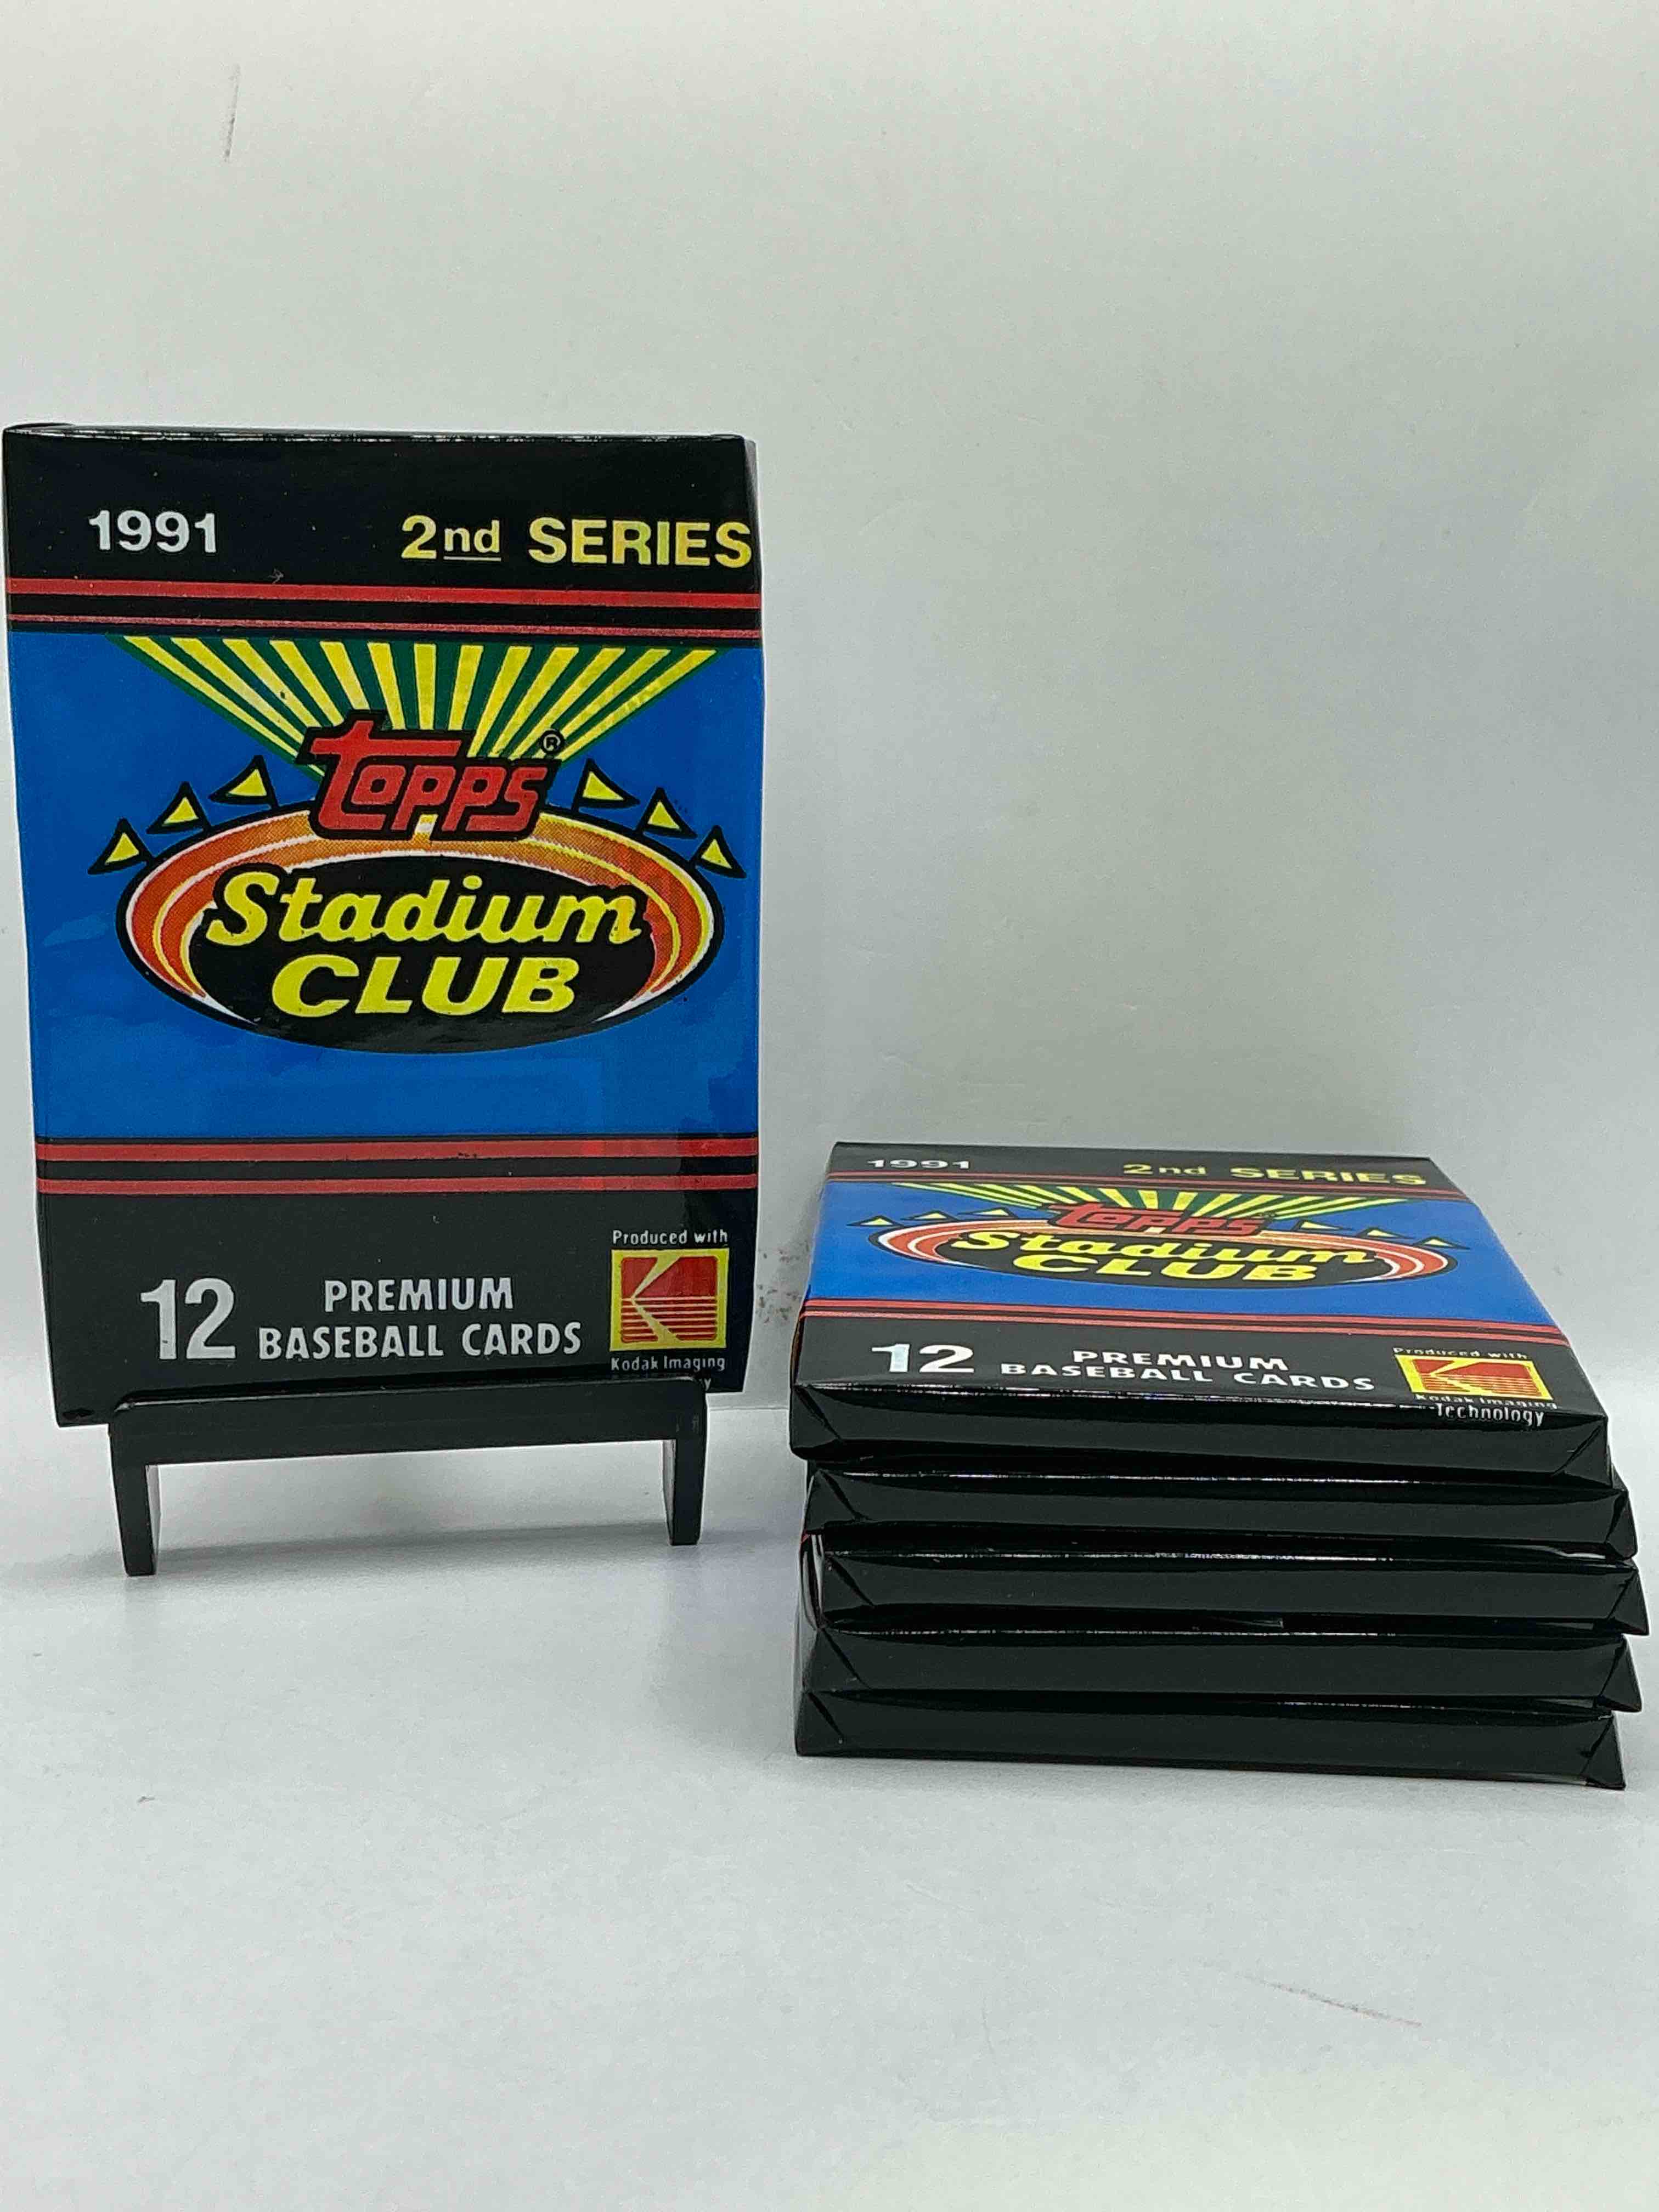 1991 2nd SERIES
topps®
Stadium
CLUB
12 PREMIUM
BASEBALL CARDS
Produced with
Kodak Imaging
1991 2nd SERIES
topps
Stadium
CLUB
12 PREMIUM
BASEBALL CARDS
Produced with
Kodak Imaging
Technology